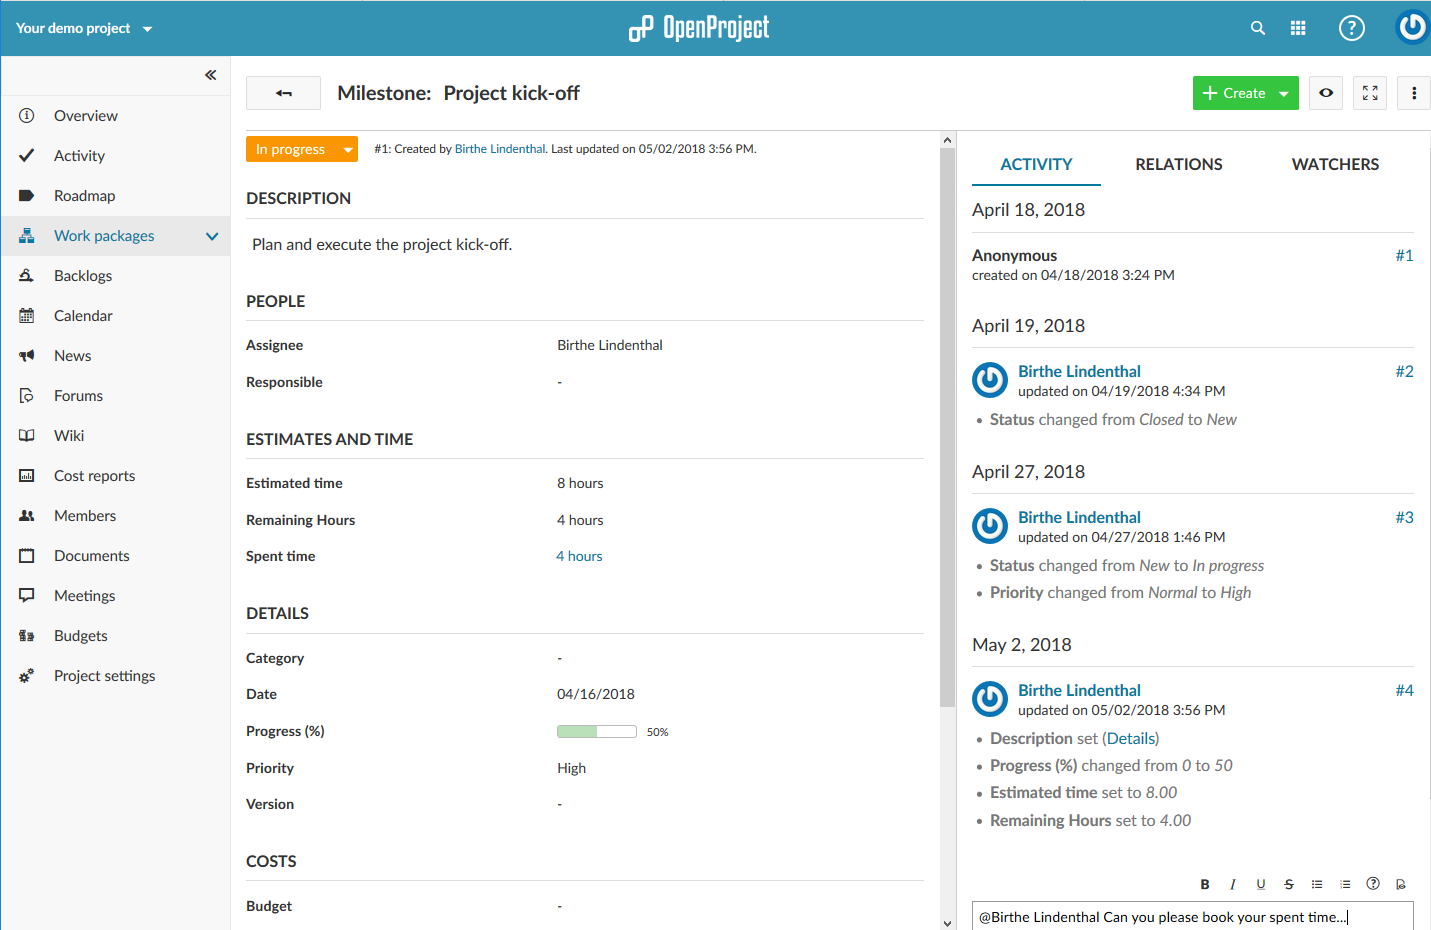 Your demo project
OpenProject
?
Overview
Activity
Roadmap
Work packages
Backlogs
Calendar
News
Forums
Wiki
Cost reports
Members
Documents
Meetings
Budgets
Project settings
Milestone: Project kick-off
+ Create
In progress
#1: Created by Birthe Lindenthal. Last updated on 05/02/2018 3:56 PM.
DESCRIPTION
Plan and execute the project kick-off.
PEOPLE
Assignee Birthe Lindenthal
Responsible -
ESTIMATES AND TIME
Estimated time 8 hours
Remaining Hours 4 hours
Spent time 4 hours
DETAILS
Category -
Date 04/16/2018
Progress (%) 50%
Priority High
Version -
COSTS
Budget -
ACTIVITY RELATIONS WATCHERS
April 18, 2018
Anonymous #1
created on 04/18/2018 3:24 PM
April 19, 2018
Birthe Lindenthal #2
updated on 04/19/2018 4:34 PM
• Status changed from Closed to New
April 27, 2018
Birthe Lindenthal #3
updated on 04/27/2018 1:46 PM
• Status changed from New to In progress
• Priority changed from Normal to High
May 2, 2018
Birthe Lindenthal #4
updated on 05/02/2018 3:56 PM
• Description set (Details)
• Progress (%) changed from 0 to 50
• Estimated time set to 8.00
• Remaining Hours set to 4.00
B I U S ?
@Birthe Lindenthal Can you please book your spent time...